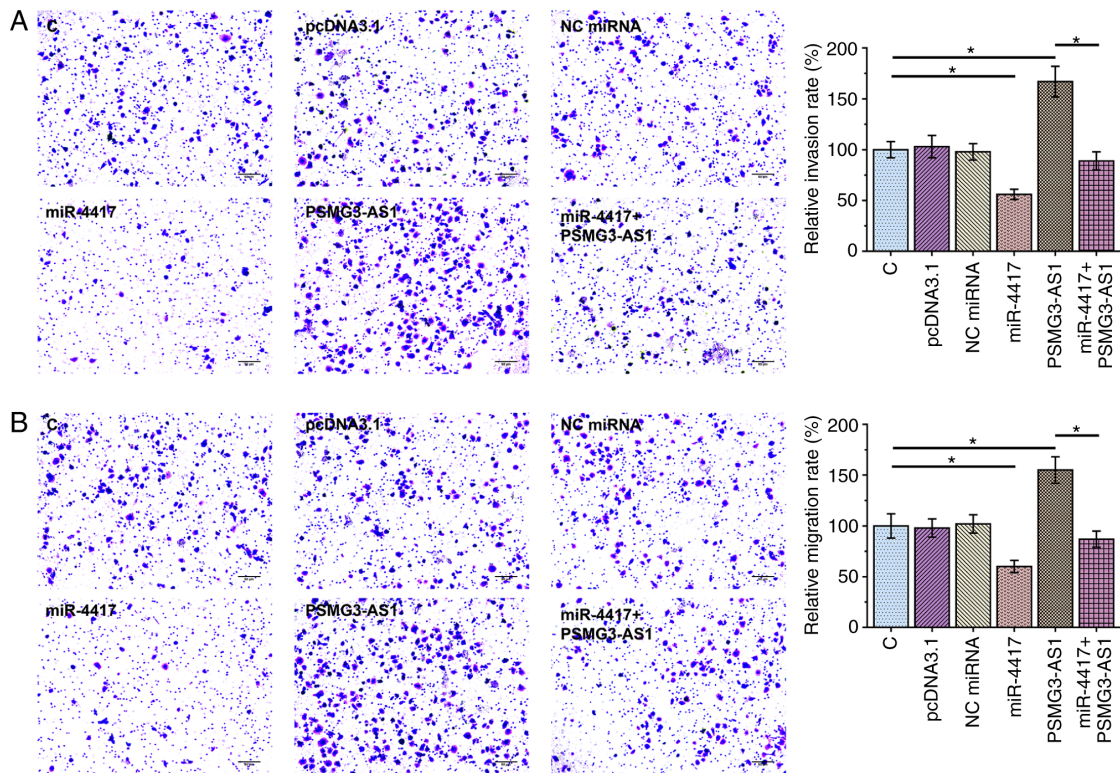 A
C
pcDNA3.1
NC miRNA
miR-4417
PSMG3-AS1
miR-4417+
PSMG3-AS1
Relative invasion rate (%)
200
150
100
50
0
*
*
*
C
pcDNA3.1
NC miRNA
miR-4417
PSMG3-AS1
miR-4417+
PSMG3-AS1
B
C
pcDNA3.1
NC miRNA
miR-4417
PSMG3-AS1
miR-4417+
PSMG3-AS1
Relative migration rate (%)
200
150
100
50
0
*
*
*
C
pcDNA3.1
NC miRNA
miR-4417
PSMG3-AS1
miR-4417+
PSMG3-AS1